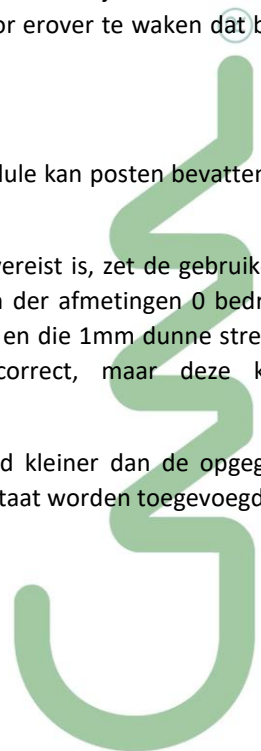 or erover te waken dat b
dule kan posten bevatten
vereist is, zet de gebruik
n der afmetingen 0 bedr
en die 1mm dunne stre
correct, maar deze k
d kleiner dan de opgeg
taat worden toegevoegd